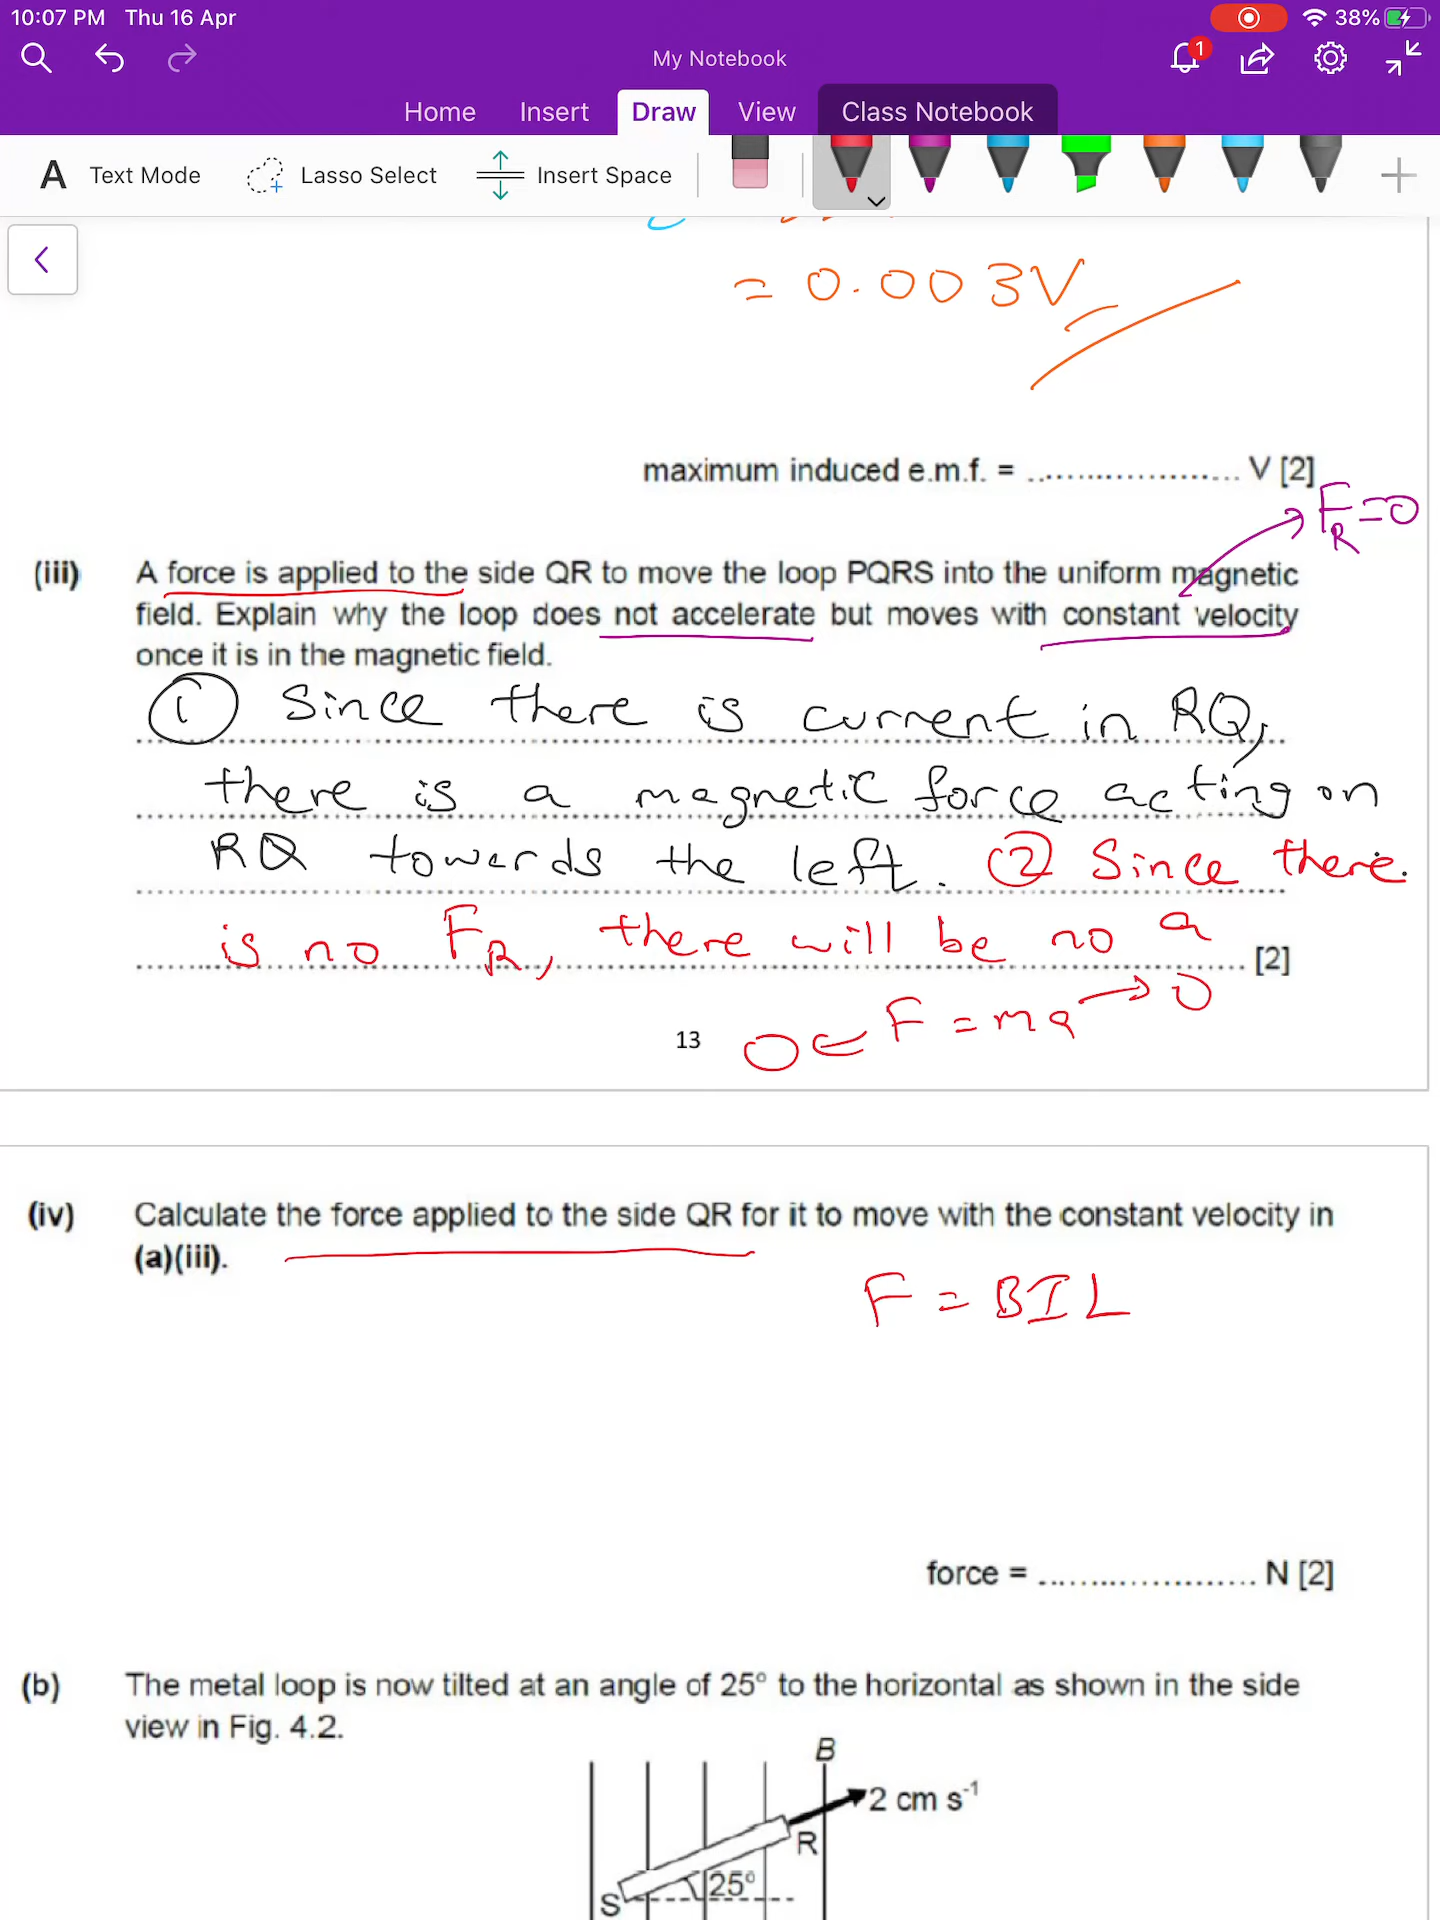 10:07 PM Thu 16 Apr
38%
My Notebook
1
Home Insert Draw View Class Notebook
A Text Mode Lasso Select Insert Space
= 0.003V
maximum induced e.m.f. = ........................ V [2]
F_R = 0
(iii) A force is applied to the side QR to move the loop PQRS into the uniform magnetic
field. Explain why the loop does not accelerate but moves with constant velocity
once it is in the magnetic field.
① Since there is current in RQ,
there is a magnetic force acting on
RQ towards the left. ② Since there
is no F_R, there will be no a
[2]
0 ← F = ma → 0
13
(iv) Calculate the force applied to the side QR for it to move with the constant velocity in
(a)(iii).
F = BIL
force = ........................ N [2]
(b) The metal loop is now tilted at an angle of 25° to the horizontal as shown in the side
view in Fig. 4.2.
B
2 cm s⁻¹
R
25°
S